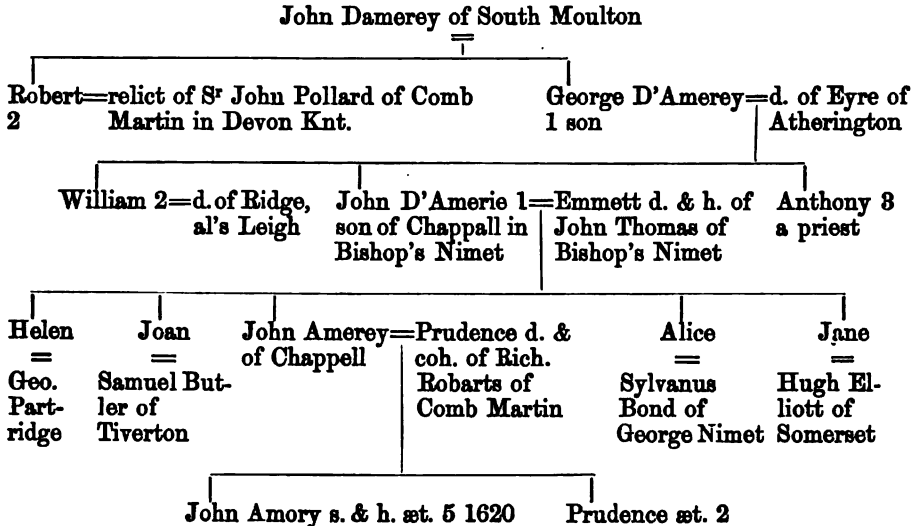 John Damerey of South Moulton
=
Robert=relict of Sʳ John Pollard of Comb
2 Martin in Devon Knt.
George D'Amerey=d. of Eyre of
1 son Atherington
William 2=d. of Ridge,
al's Leigh
John D'Amerie 1=Emmett d. & h. of
son of Chappall in John Thomas of
Bishop's Nimet Bishop's Nimet
Anthony 3
a priest
Helen
=
Geo.
Part-
ridge
Joan
=
Samuel But-
ler of
Tiverton
John Amerey=Prudence d. &
of Chappell coh. of Rich.
Robarts of
Comb Martin
Alice
=
Sylvanus
Bond of
George Nimet
Jane
=
Hugh El-
liott of
Somerset
John Amory s. & h. æt. 5 1620
Prudence æt. 2